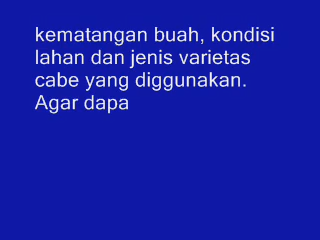 kematangan buah, kondisi
lahan dan jenis varietas
cabe yang diggunakan.
Agar dapa